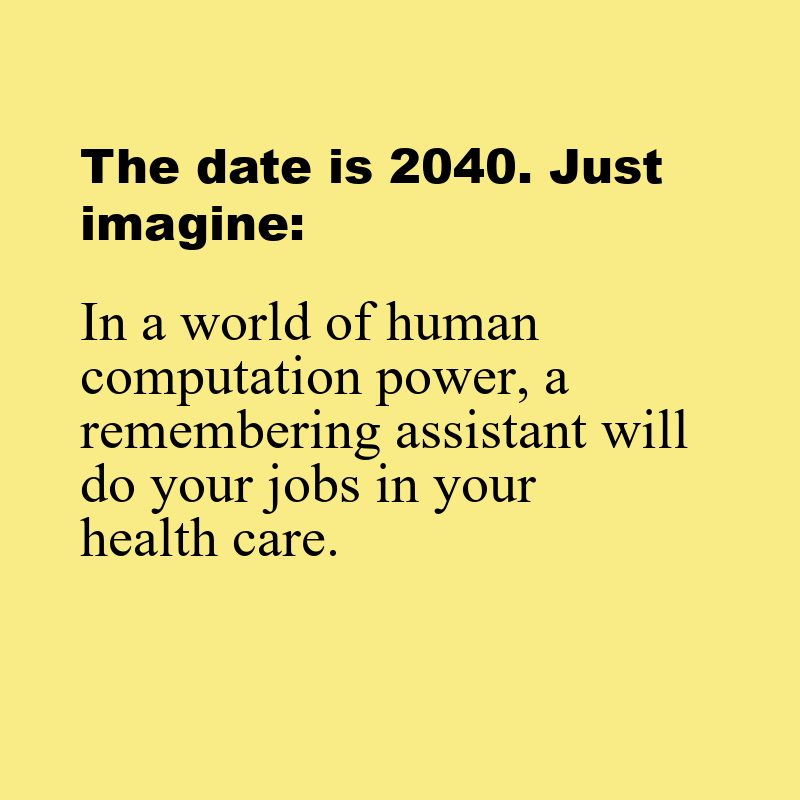 The date is 2040. Just
imagine:
In a world of human
computation power, a
remembering assistant will
do your jobs in your
health care.